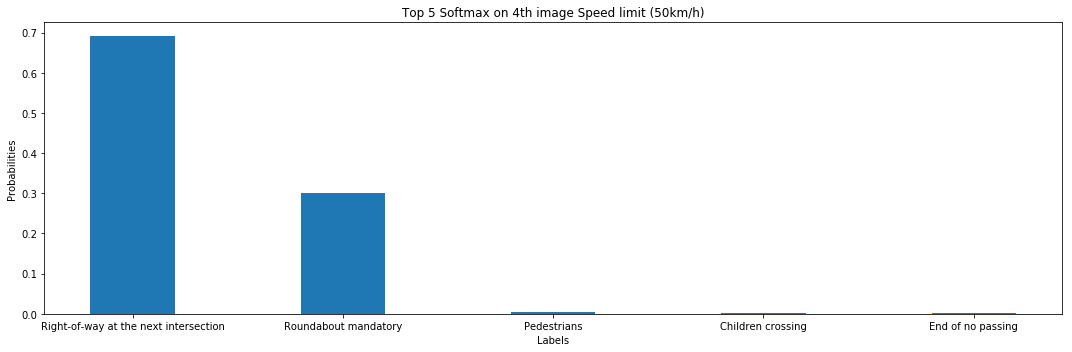 Top 5 Softmax on 4th image Speed limit (50km/h)
0.7
0.6
0.5
0.4
0.3
0.2
0.1
0.0
Probabilities
Right-of-way at the next intersection
Roundabout mandatory
Pedestrians
Children crossing
End of no passing
Labels